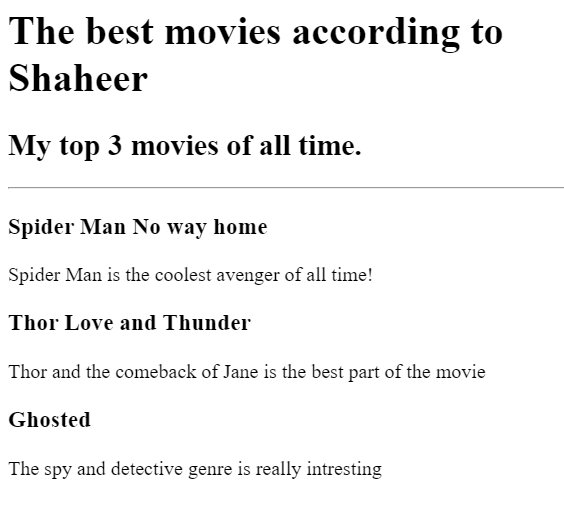 The best movies according to
Shaheer
My top 3 movies of all time.
Spider Man No way home
Spider Man is the coolest avenger of all time!
Thor Love and Thunder
Thor and the comeback of Jane is the best part of the movie
Ghosted
The spy and detective genre is really intresting